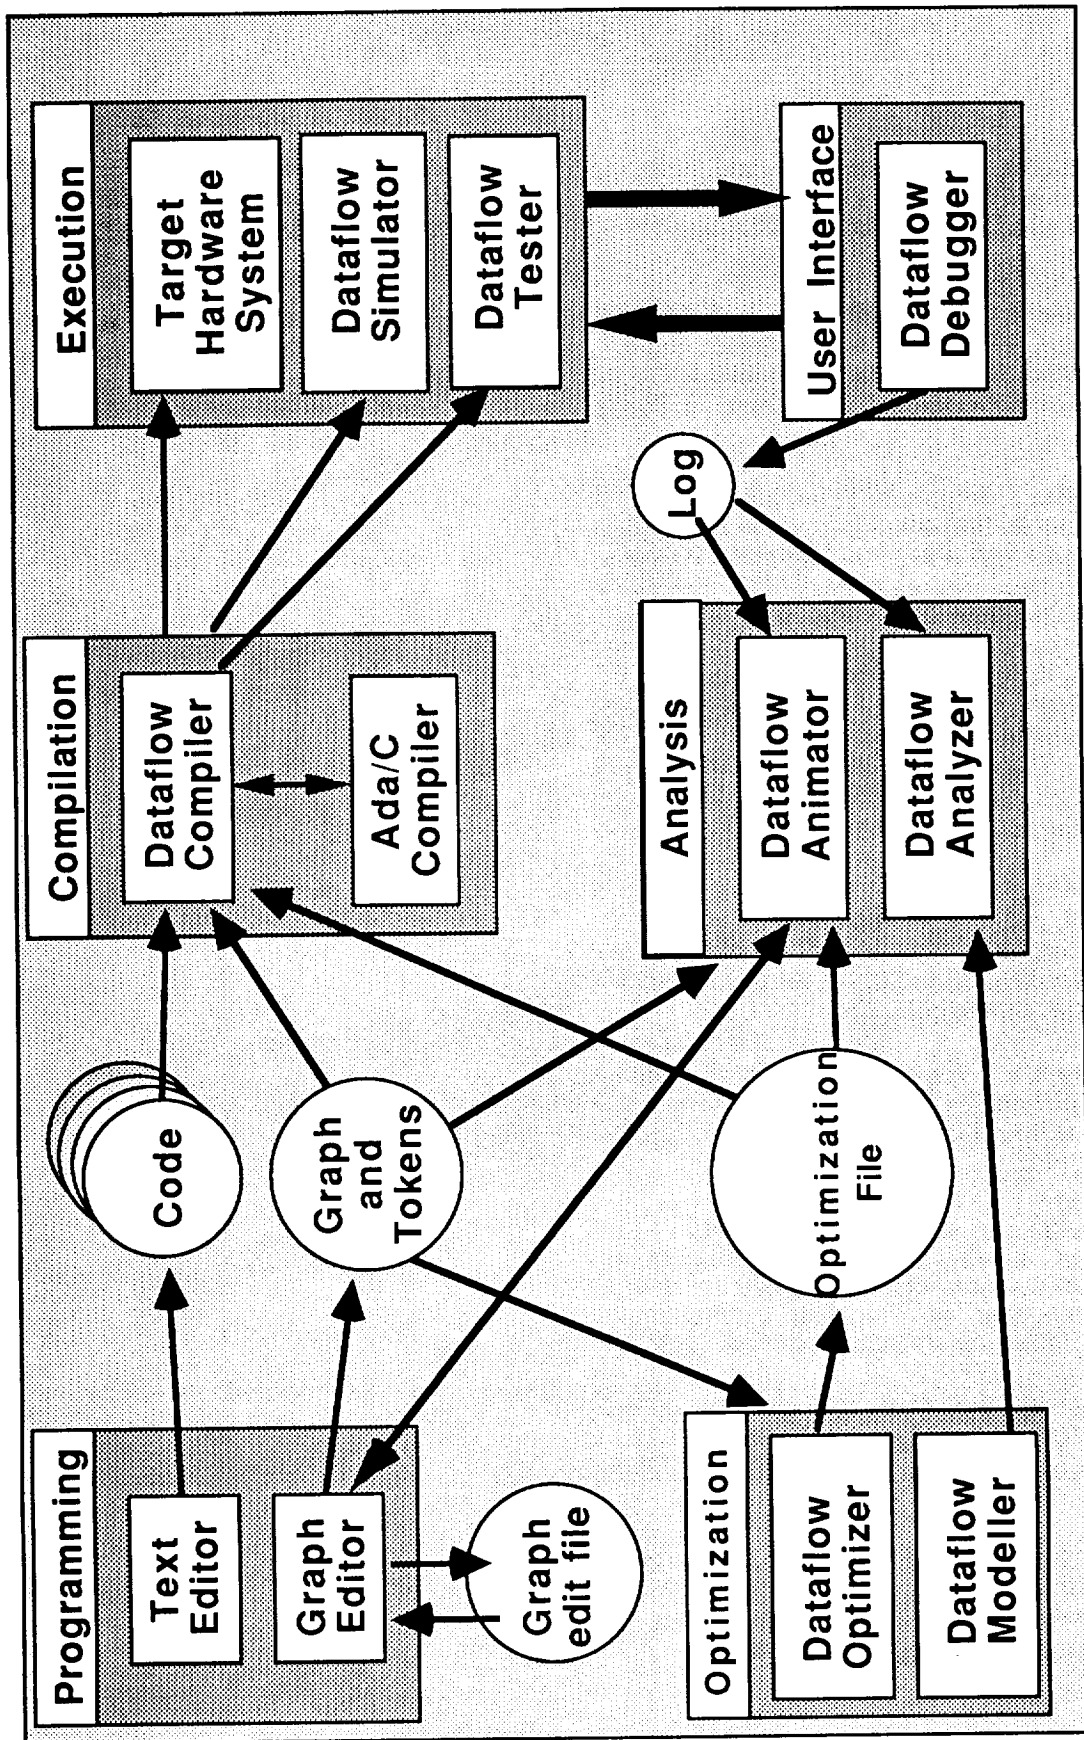 Programming
Text
Editor
Graph
Editor
Graph
edit file
Code
Graph
and
Tokens
Compilation
Dataflow
Compiler
Ada/C
Compiler
Execution
Target
Hardware
System
Dataflow
Simulator
Dataflow
Tester
Optimization
Dataflow
Optimizer
Dataflow
Modeller
Optimization
File
Analysis
Dataflow
Animator
Dataflow
Analyzer
Log
User Interface
Dataflow
Debugger